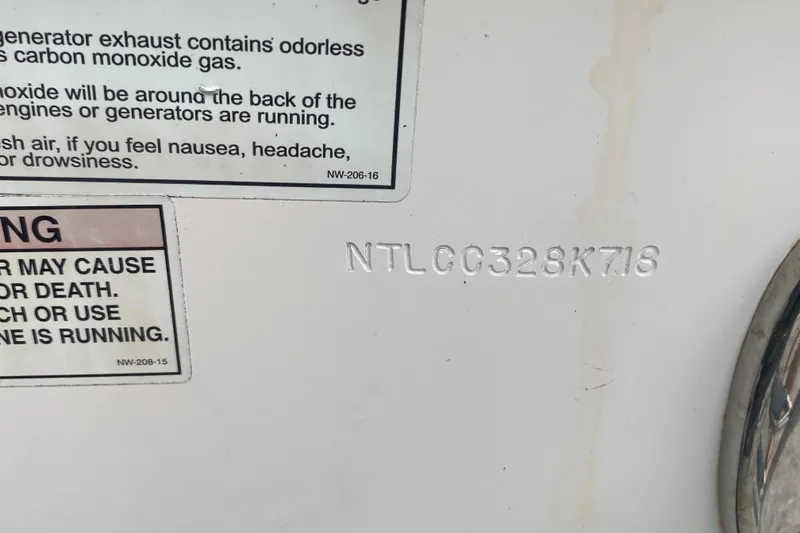 generator exhaust contains odorless
s carbon monoxide gas.
noxide will be around the back of the
engines or generators are running.
sh air, if you feel nausea, headache,
or drowsiness.
NW-206-16
NG
R MAY CAUSE
OR DEATH.
CH OR USE
NE IS RUNNING.
NW-208-15
NTLCC328K718